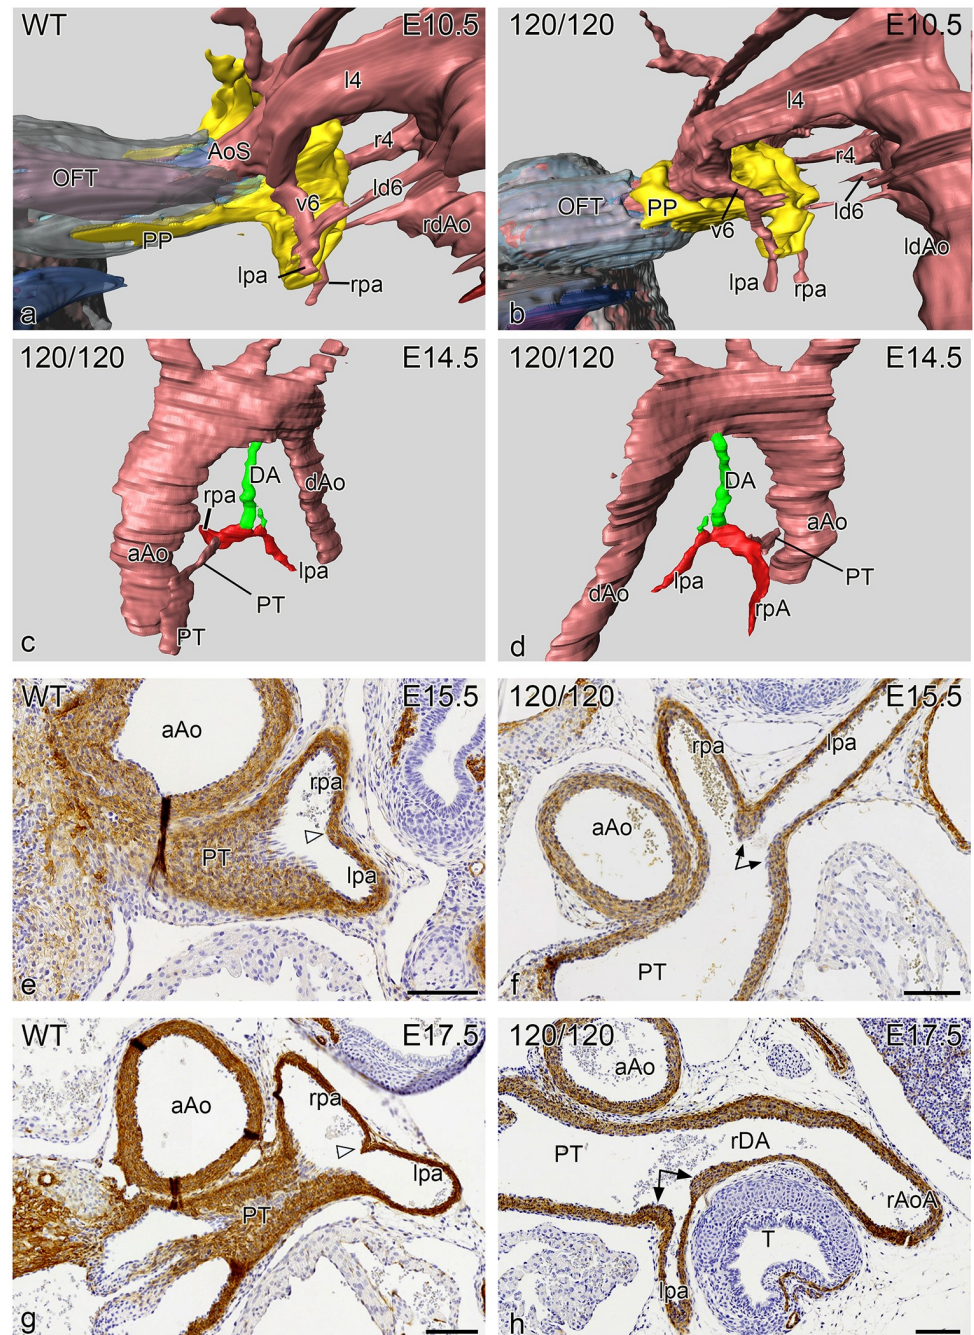 WT E10.5
l4
AoS
r4
OFT
ld6
v6
rdAo
PP
lpa
rpa
a
120/120 E10.5
l4
r4
OFT
PP
ld6
v6
ldAo
lpa
rpa
b
120/120 E14.5
DA
dAo
rpa
aAo
lpa
PT
PT
c
120/120 E14.5
DA
aAo
PT
lpa
dAo
rpA
d
WT E15.5
aAo
rpa
PT
lpa
e
120/120 E15.5
rpa
lpa
aAo
PT
f
WT E17.5
rpa
aAo
lpa
PT
g
120/120 E17.5
aAo
rDA
PT
rAoA
T
lpa
h